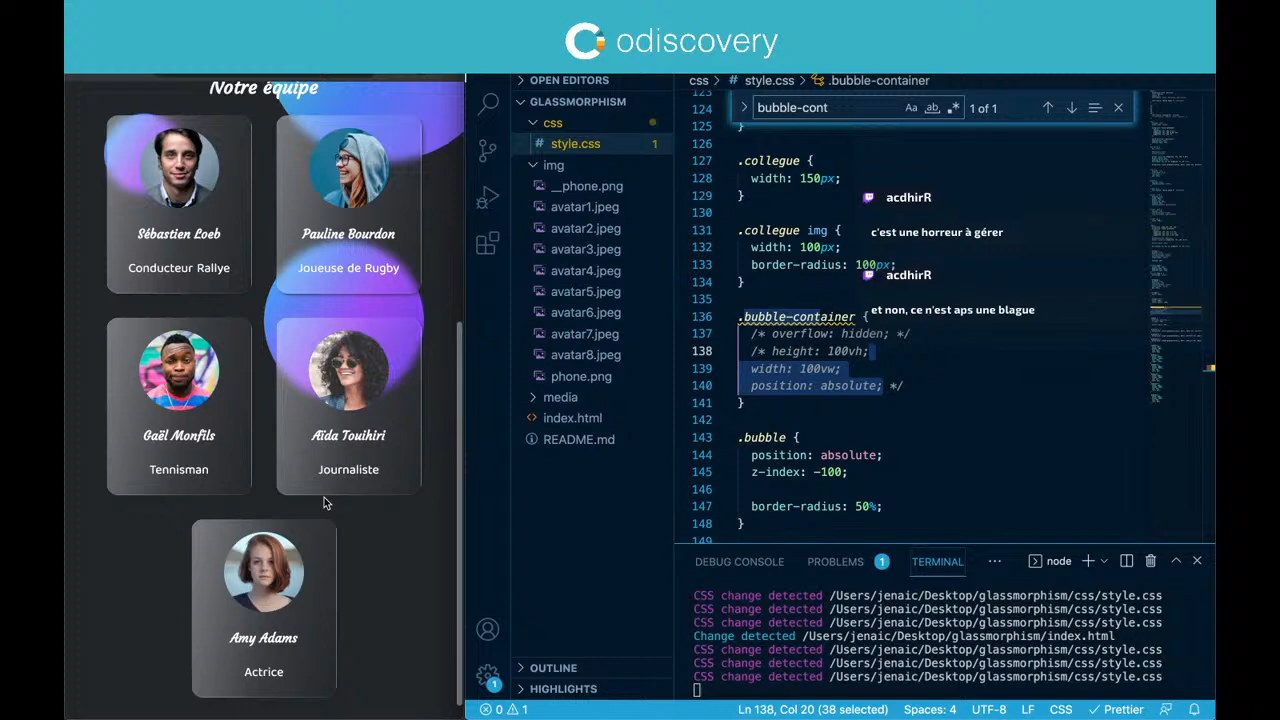 odiscovery
Notre équipe
Sébastien Loeb
Conducteur Rallye
Pauline Bourdon
Joueuse de Rugby
Gaël Monfils
Tennisman
Aïda Touihiri
Journaliste
Amy Adams
Actrice
OPEN EDITORS
GLASSMORPHISM
css
# style.css 1
img
__phone.png
avatar1.jpeg
avatar2.jpeg
avatar3.jpeg
avatar4.jpeg
avatar5.jpeg
avatar6.jpeg
avatar7.jpeg
avatar8.jpeg
phone.png
media
<> index.html
README.md
OUTLINE
HIGHLIGHTS
1
css > # style.css > .bubble-container
bubble-cont Aa ab 1 of 1
123
124
125 }
126
127 .collegue {
128 width: 150px;
129 }
130
131 .collegue img {
132 width: 100px;
133 border-radius: 100px;
134 }
135
136 .bubble-container {
137 /* overflow: hidden; */
138 /* height: 100vh;
139 width: 100vw;
140 position: absolute; */
141 }
142
143 .bubble {
144 position: absolute;
145 z-index: -100;
146
147 border-radius: 50%;
148 }
149
acdhirR
c'est une horreur à gérer
acdhirR
et non, ce n'est aps une blague
DEBUG CONSOLE PROBLEMS 1 TERMINAL ··· node
CSS change detected /Users/jenaic/Desktop/glassmorphism/css/style.css
CSS change detected /Users/jenaic/Desktop/glassmorphism/css/style.css
CSS change detected /Users/jenaic/Desktop/glassmorphism/css/style.css
Change detected /Users/jenaic/Desktop/glassmorphism/index.html
CSS change detected /Users/jenaic/Desktop/glassmorphism/css/style.css
CSS change detected /Users/jenaic/Desktop/glassmorphism/css/style.css
CSS change detected /Users/jenaic/Desktop/glassmorphism/css/style.css
0 1 Ln 138, Col 20 (38 selected) Spaces: 4 UTF-8 LF CSS Prettier